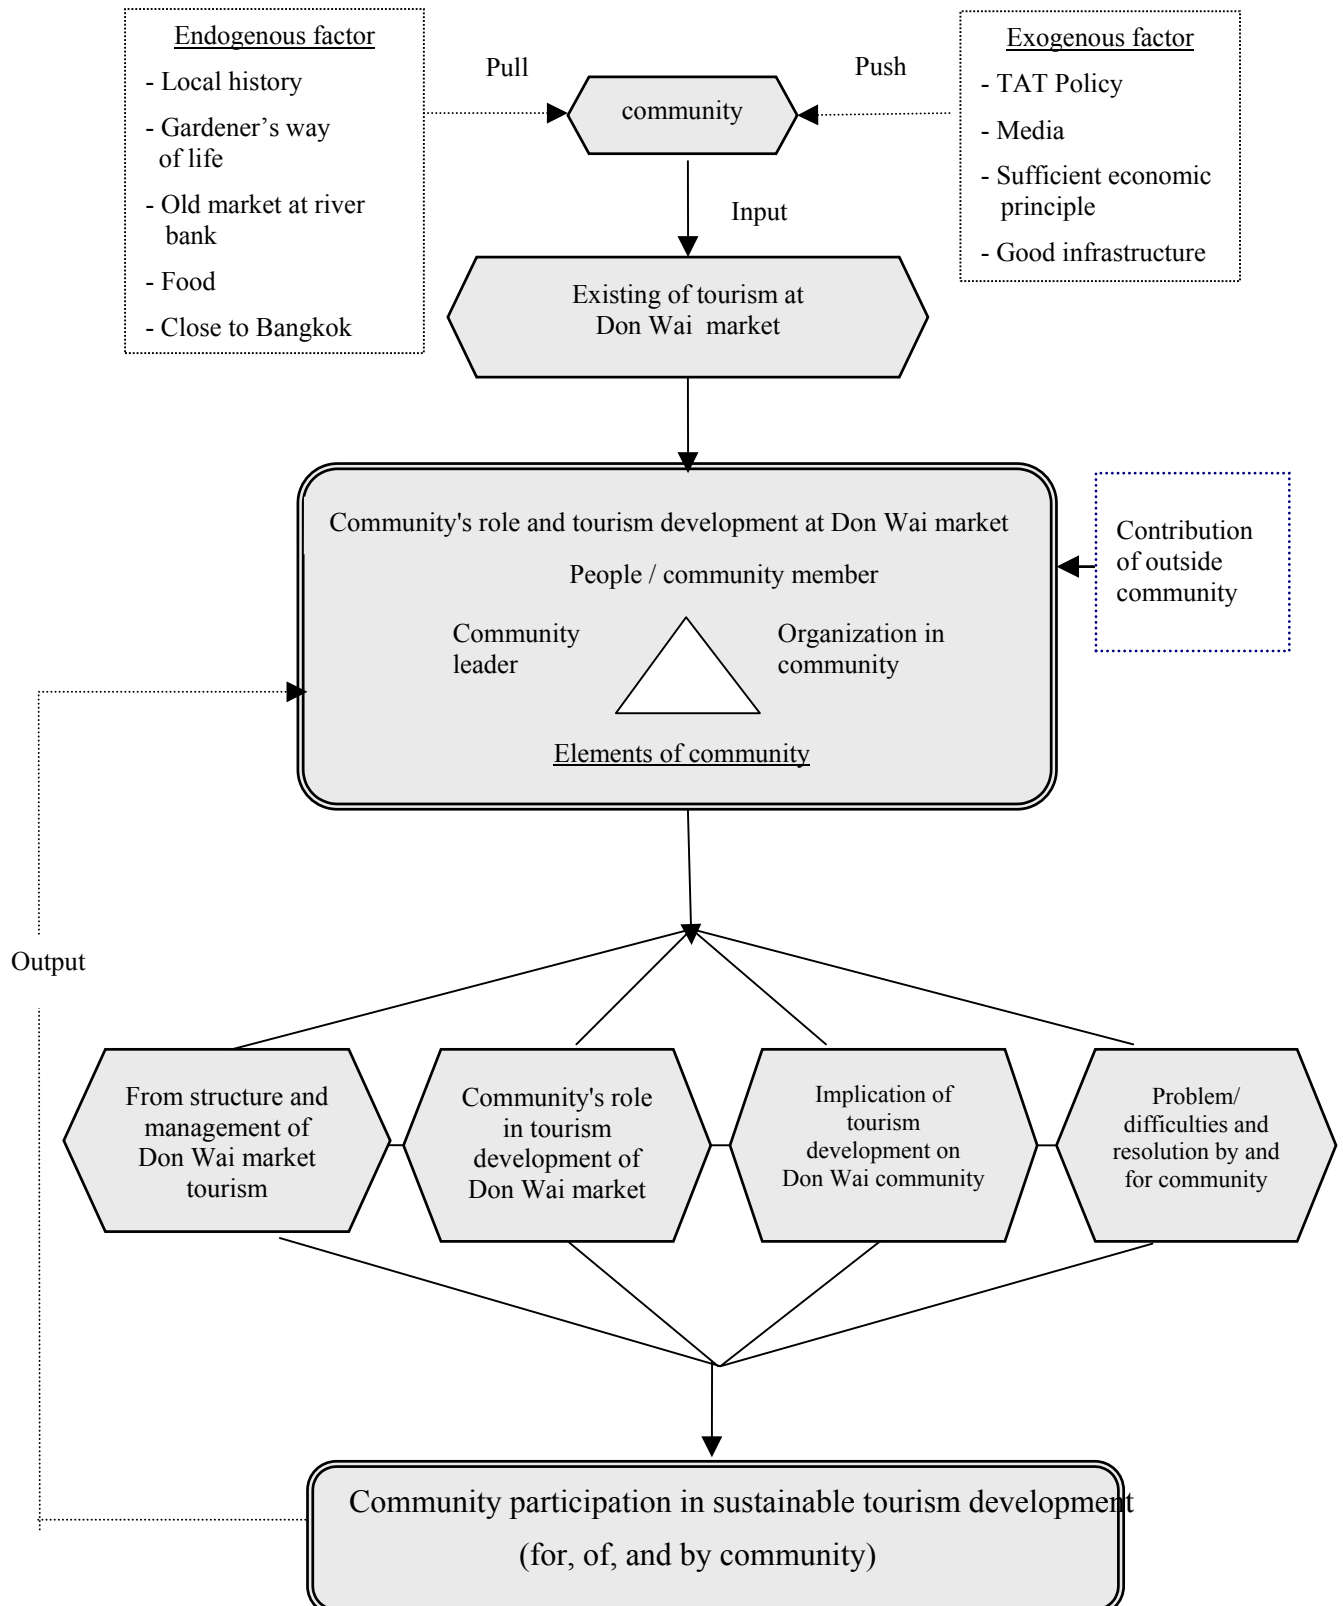 Endogenous factor
- Local history
- Gardener's way
of life
- Old market at river
bank
- Food
- Close to Bangkok
Pull
community
Push
Exogenous factor
- TAT Policy
- Media
- Sufficient economic
principle
- Good infrastructure
Input
Existing of tourism at
Don Wai market
Community's role and tourism development at Don Wai market
People / community member
Community
leader
Organization in
community
Elements of community
Contribution
of outside
community
Output
From structure and
management of
Don Wai market
tourism
Community's role
in tourism
development of
Don Wai market
Implication of
tourism
development on
Don Wai community
Problem/
difficulties and
resolution by and
for community
Community participation in sustainable tourism development
(for, of, and by community)